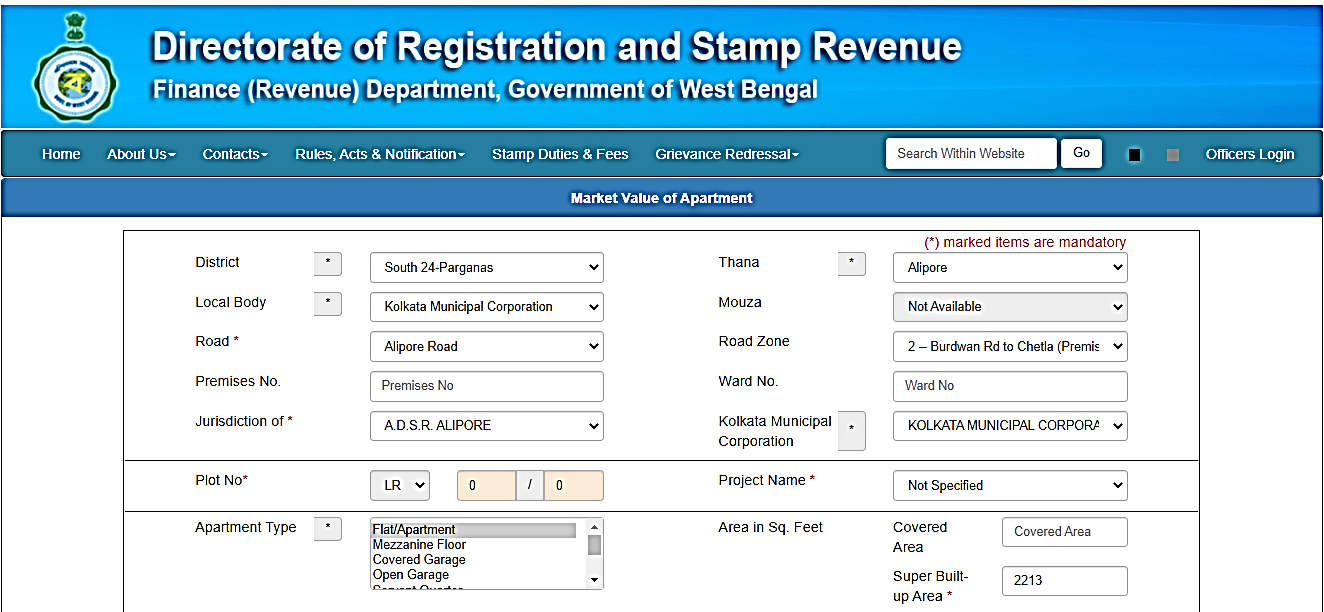 Directorate of Registration and Stamp Revenue
Finance (Revenue) Department, Government of West Bengal
Home About Us Contacts Rules, Acts & Notification Stamp Duties & Fees Grievance Redressal Search Within Website Go Officers Login
Market Value of Apartment
(*) marked items are mandatory
District * South 24-Parganas Thana * Alipore
Local Body * Kolkata Municipal Corporation Mouza Not Available
Road * Alipore Road Road Zone 2 -- Burdwan Rd to Chetla (Premis
Premises No. Premises No Ward No. Ward No
Jurisdiction of * A.D.S.R. ALIPORE Kolkata Municipal Corporation * KOLKATA MUNICIPAL CORPORA
Plot No* LR 0 / 0 Project Name * Not Specified
Apartment Type * Flat/Apartment Area in Sq. Feet Covered Area Covered Area
Mezzanine Floor
Covered Garage
Open Garage Super Built-up Area * 2213